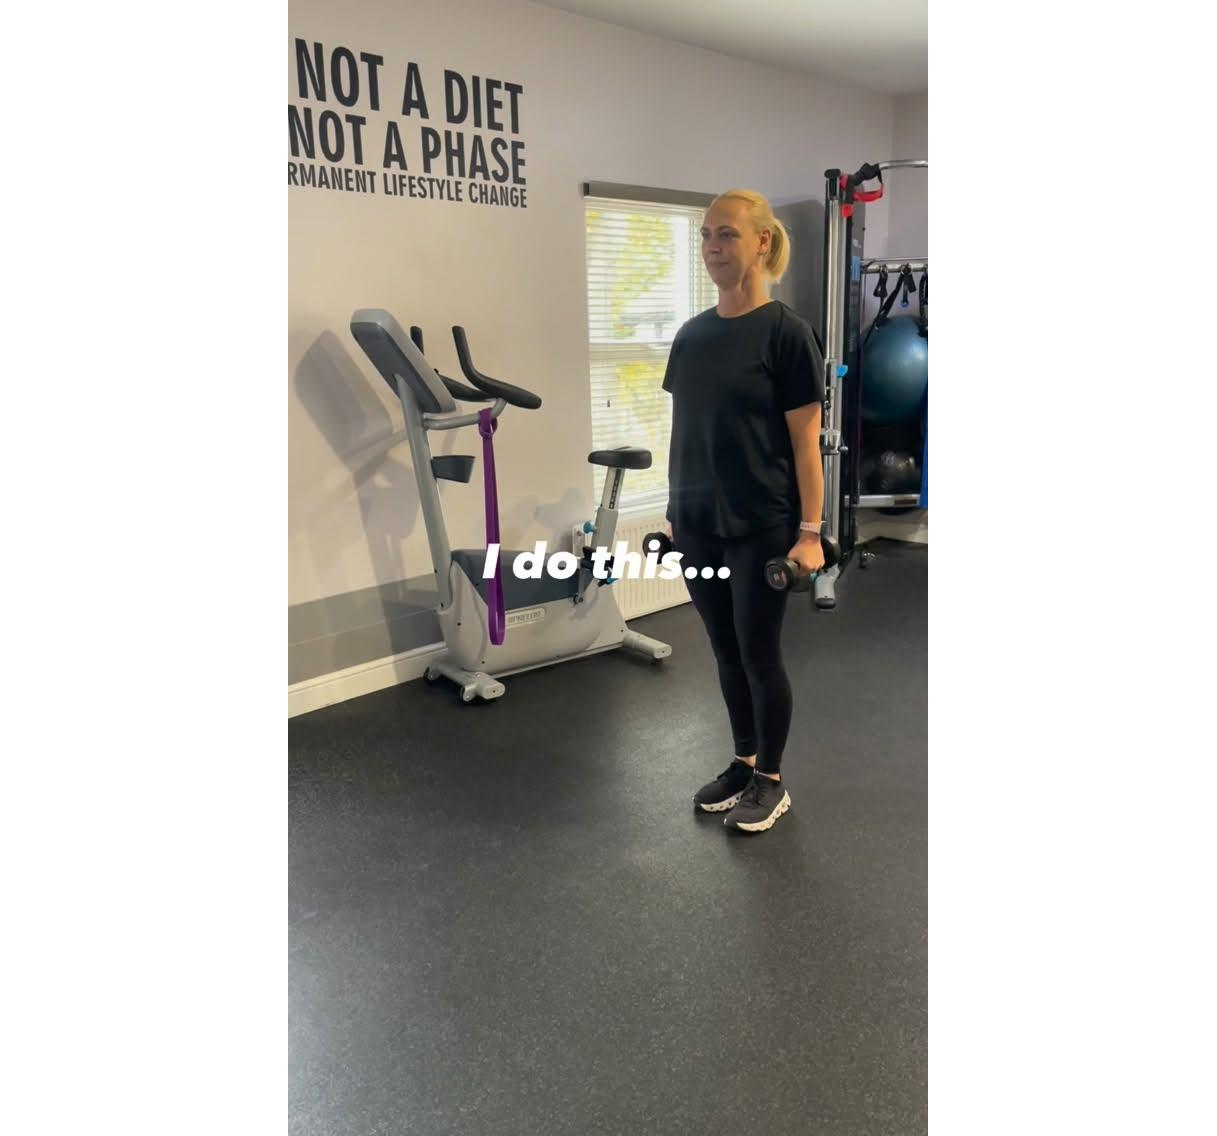 NOT A DIET
NOT A PHASE
RMANENT LIFESTYLE CHANGE
I do this...